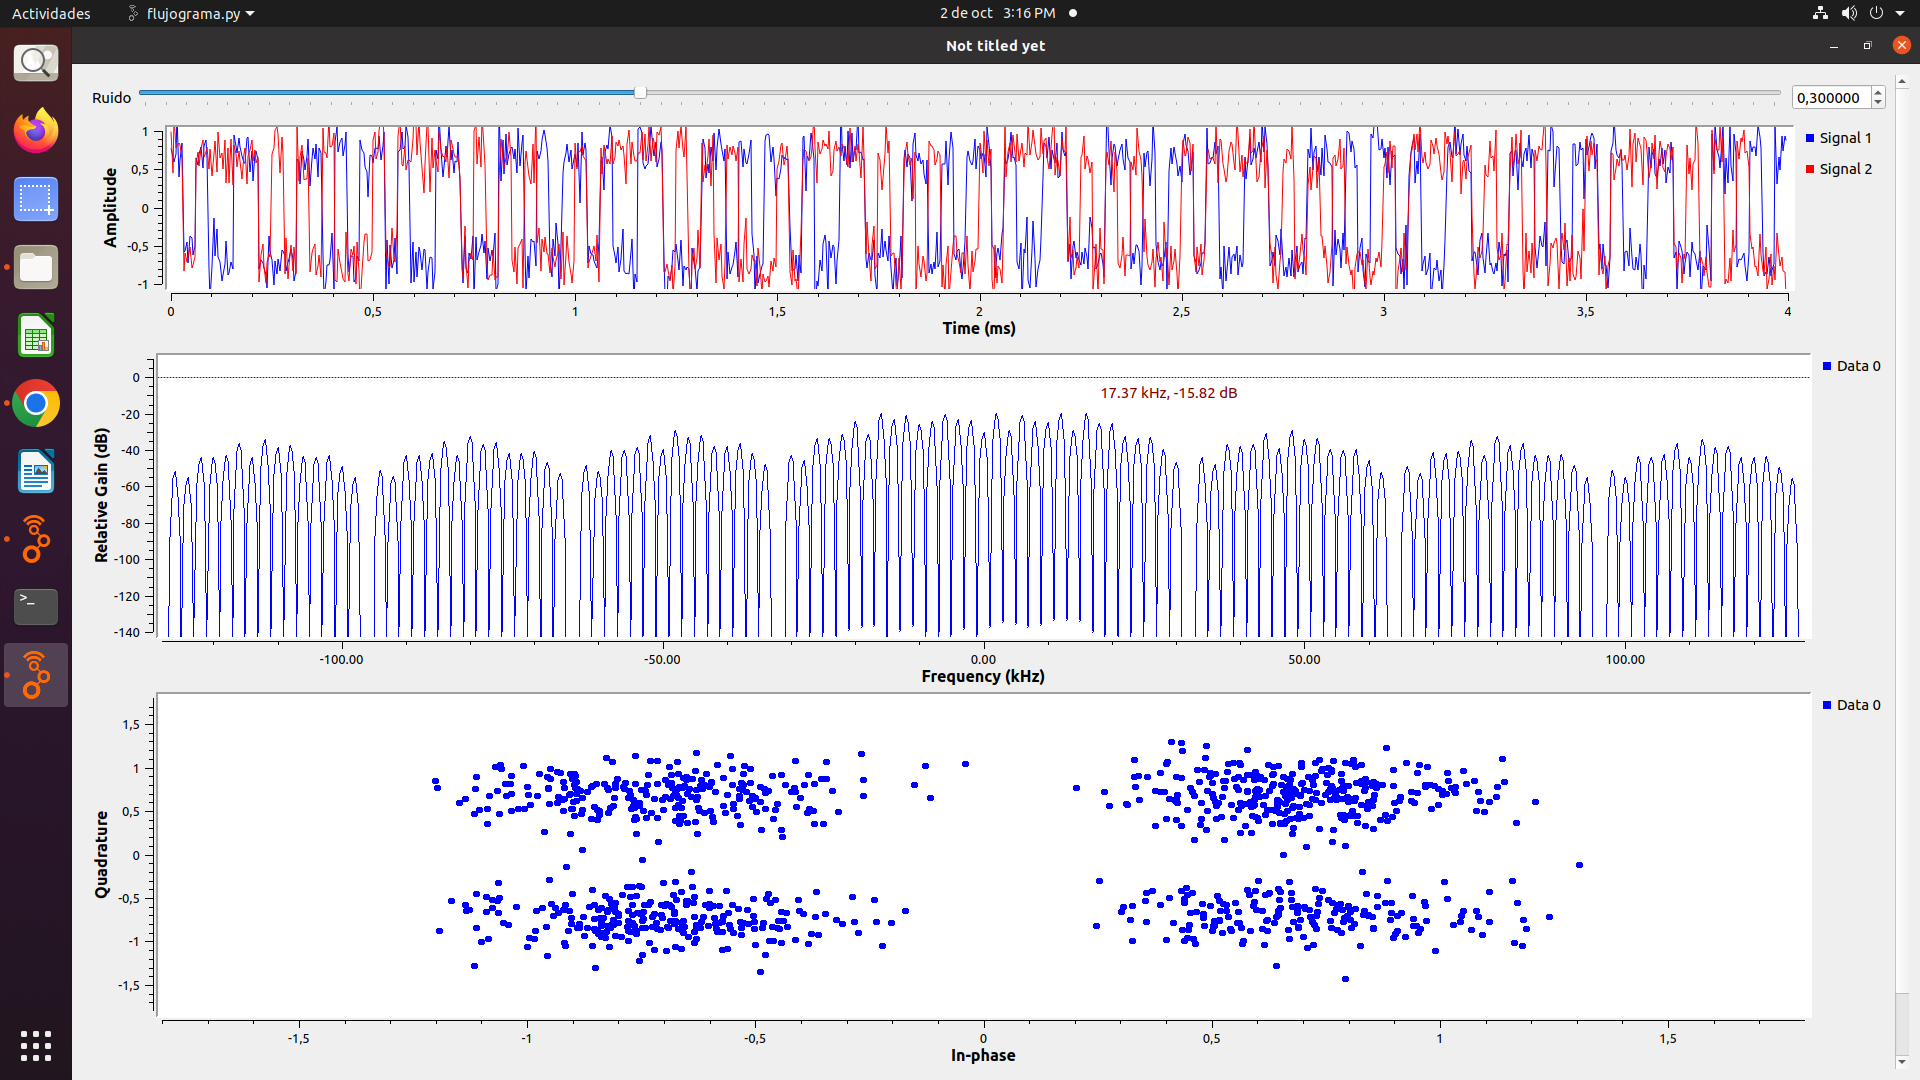 Actividades flujograma.py 2 de oct 3:16 PM
Not titled yet
Ruido 0,300000
Amplitude
1
0,5
0
-0,5
-1
Signal 1
Signal 2
0 0,5 1 1,5 2 2,5 3 3,5 4
Time (ms)
Relative Gain (dB)
0
-20
-40
-60
-80
-100
-120
-140
17.37 kHz, -15.82 dB
Data 0
-100.00 -50.00 0.00 50.00 100.00
Frequency (kHz)
Quadrature
1,5
1
0,5
0
-0,5
-1
-1,5
Data 0
-1,5 -1 -0,5 0 0,5 1 1,5
In-phase
>_